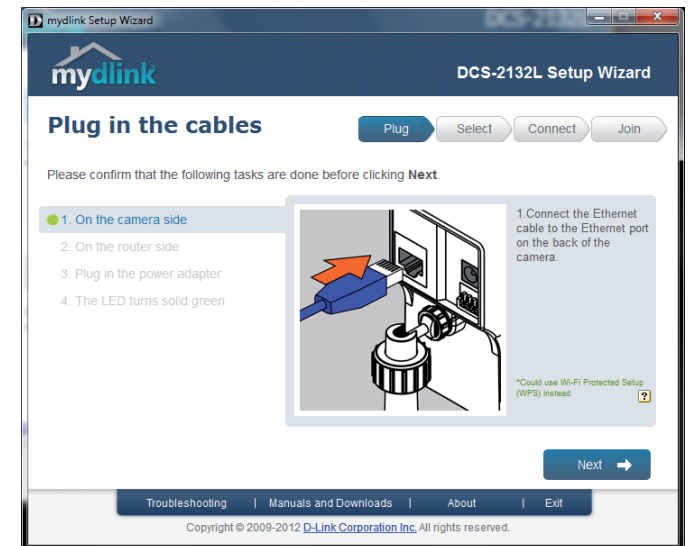 mydlink Setup Wizard
DCS-2132L
mydlink
DCS-2132L Setup Wizard
Plug in the cables
Plug
Select
Connect
Join
Please confirm that the following tasks are done before clicking Next.
1. On the camera side
2. On the router side
3. Plug in the power adapter
4. The LED turns solid green
1.Connect the Ethernet
cable to the Ethernet port
on the back of the
camera.
*Could use Wi-Fi Protected Setup
(WPS) instead.
?
Next
Troubleshooting | Manuals and Downloads | About | Exit
Copyright © 2009-2012 D-Link Corporation Inc. All rights reserved.